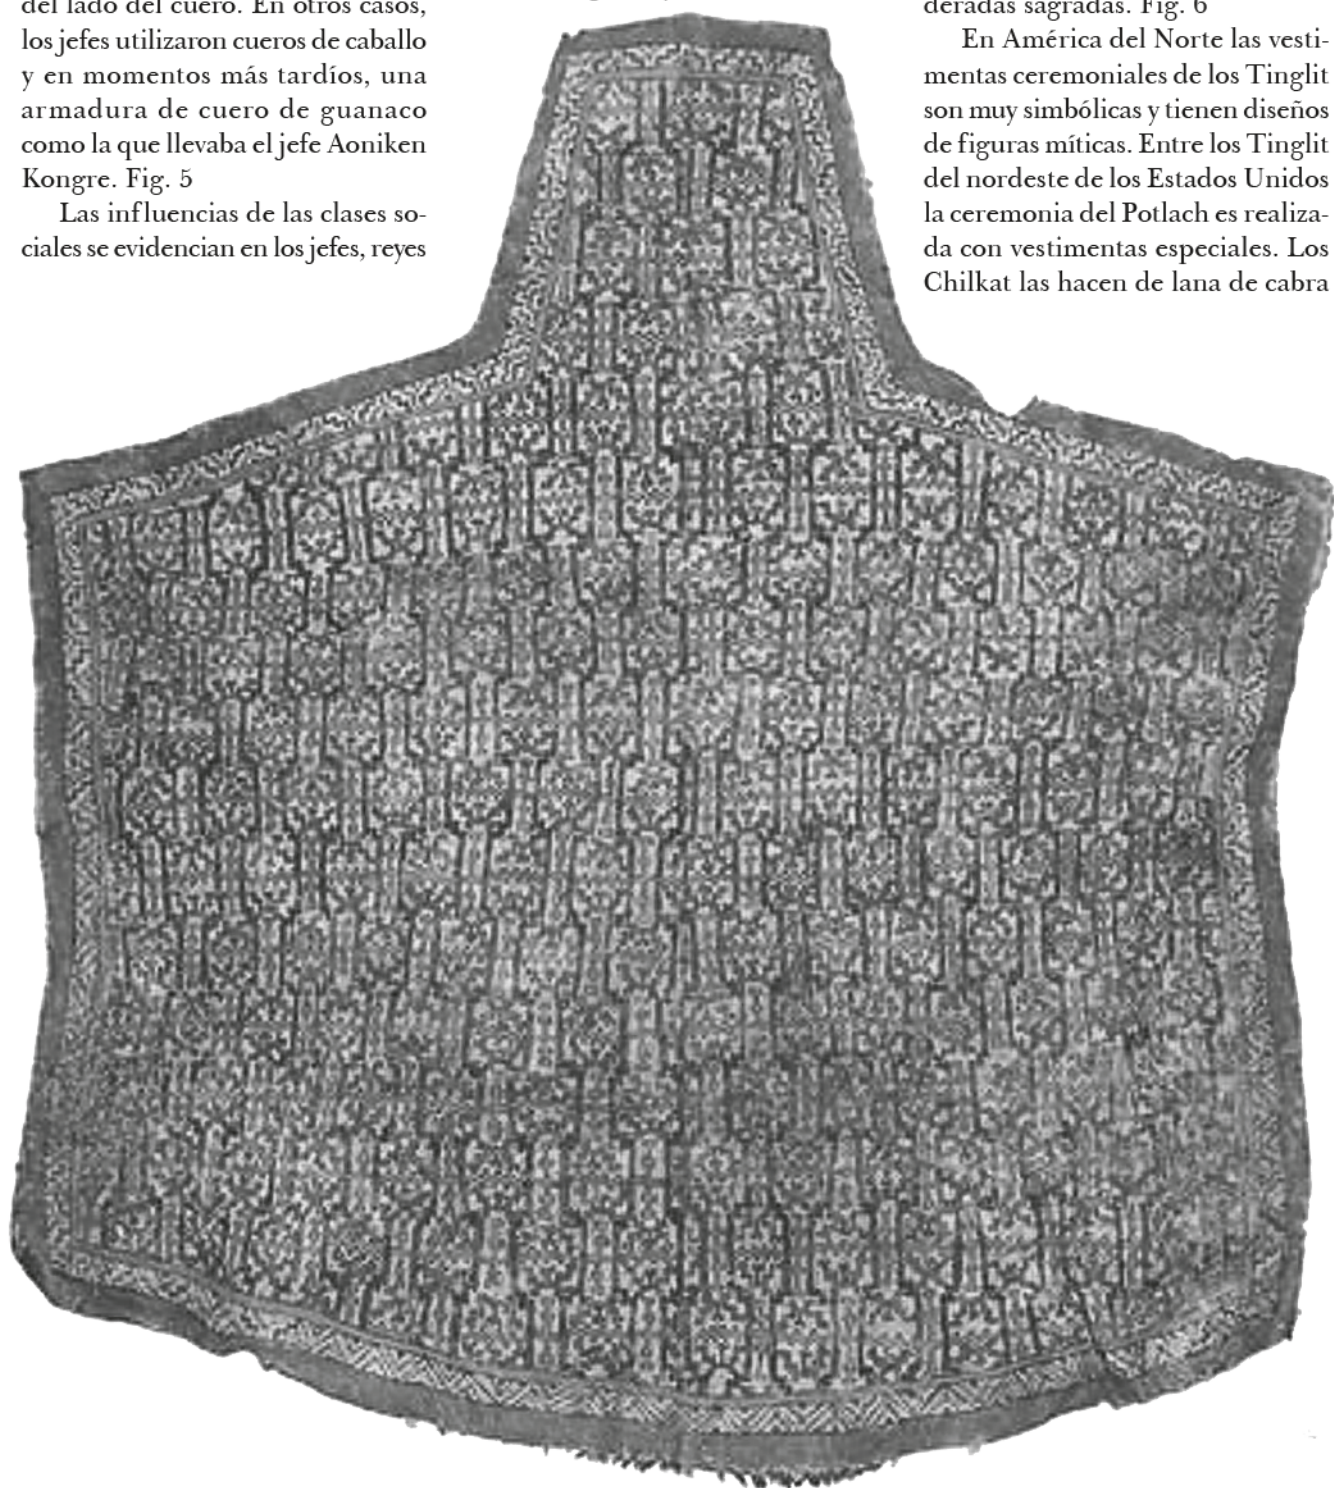 del lado del cuero. En otros casos,
los jefes utilizaron cueros de caballo
y en momentos más tardíos, una
armadura de cuero de guanaco
como la que llevaba el jefe Aoniken
Kongre. Fig. 5
Las influencias de las clases so-
ciales se evidencian en los jefes, reyes
deradas sagradas. Fig. 6
En América del Norte las vesti-
mentas ceremoniales de los Tinglit
son muy simbólicas y tienen diseños
de figuras míticas. Entre los Tinglit
del nordeste de los Estados Unidos
la ceremonia del Potlach es realiza-
da con vestimentas especiales. Los
Chilkat las hacen de lana de cabra